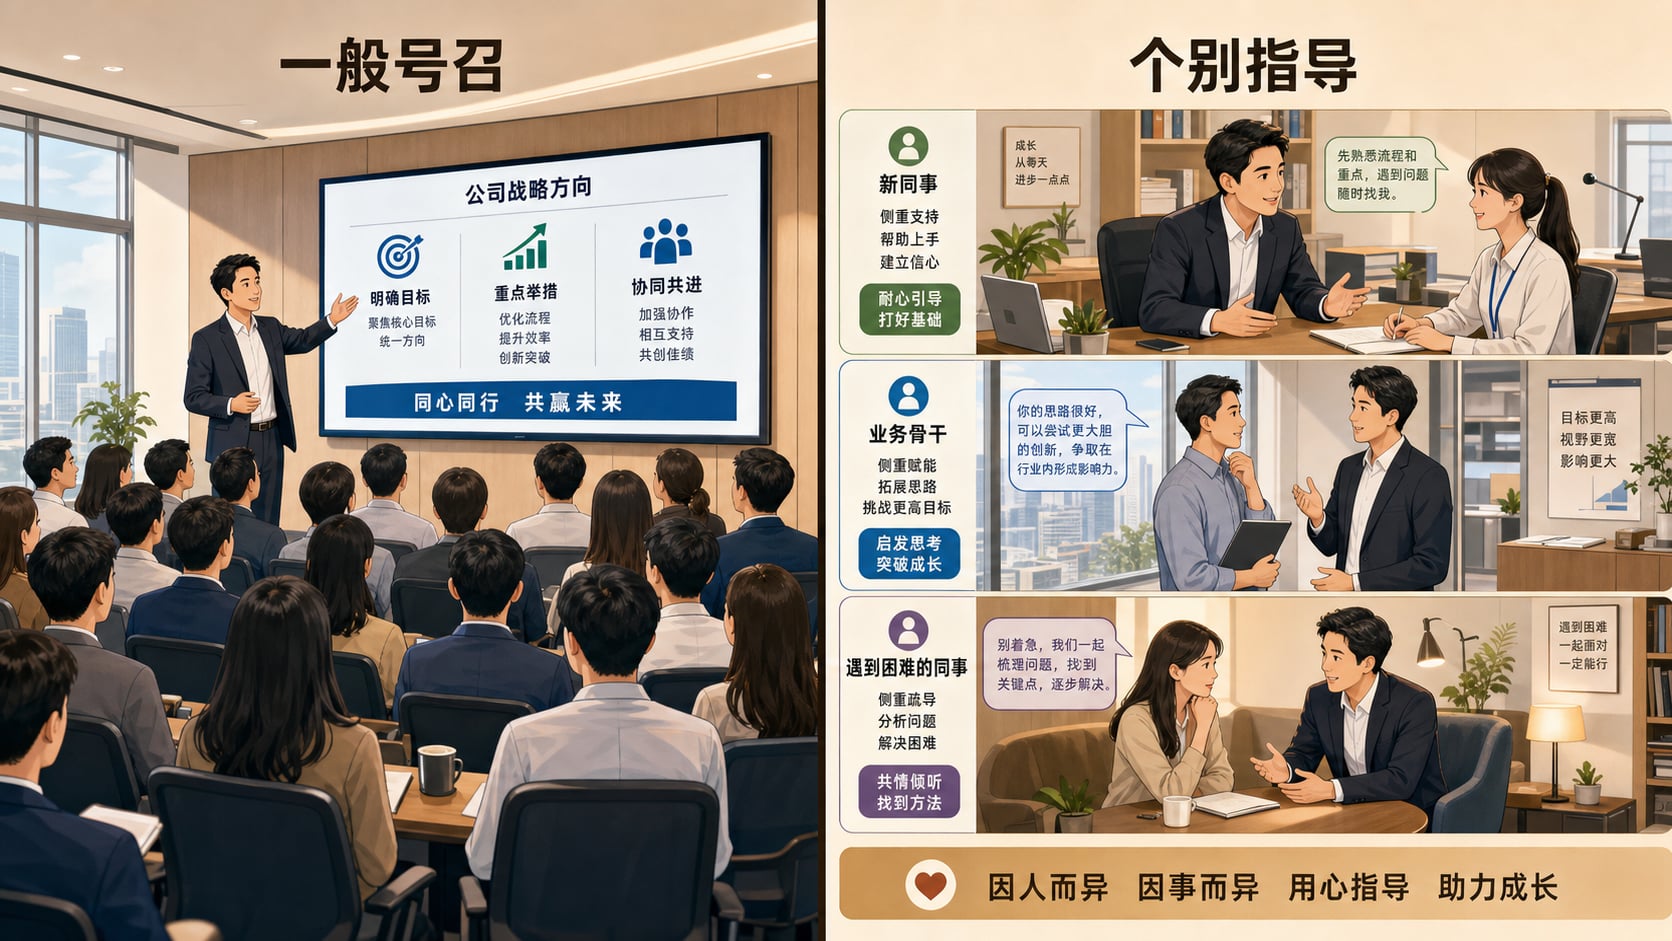 一般号召
公司战略方向
明确目标
聚焦核心目标
统一方向
重点举措
优化流程
提升效率
创新突破
协同共进
加强协作
相互支持
共创佳绩
同心同行 共赢未来
个别指导
新同事
侧重支持
帮助上手
建立信心
耐心引导
打好基础
成长
从每天
进步一点点
先熟悉流程和
重点，遇到问题
随时找我。
业务骨干
侧重赋能
拓展思路
挑战更高目标
启发思考
突破成长
你的思路很好，
可以尝试更大胆
的创新，争取在
行业内形成影响力。
目标更高
视野更宽
影响更大
遇到困难的同事
侧重疏导
分析问题
解决困难
共情倾听
找到方法
别着急，我们一起
梳理问题，找到
关键点，逐步解决。
遇到困难
一起面对
一定能行
因人而异 因事而异 用心指导 助力成长